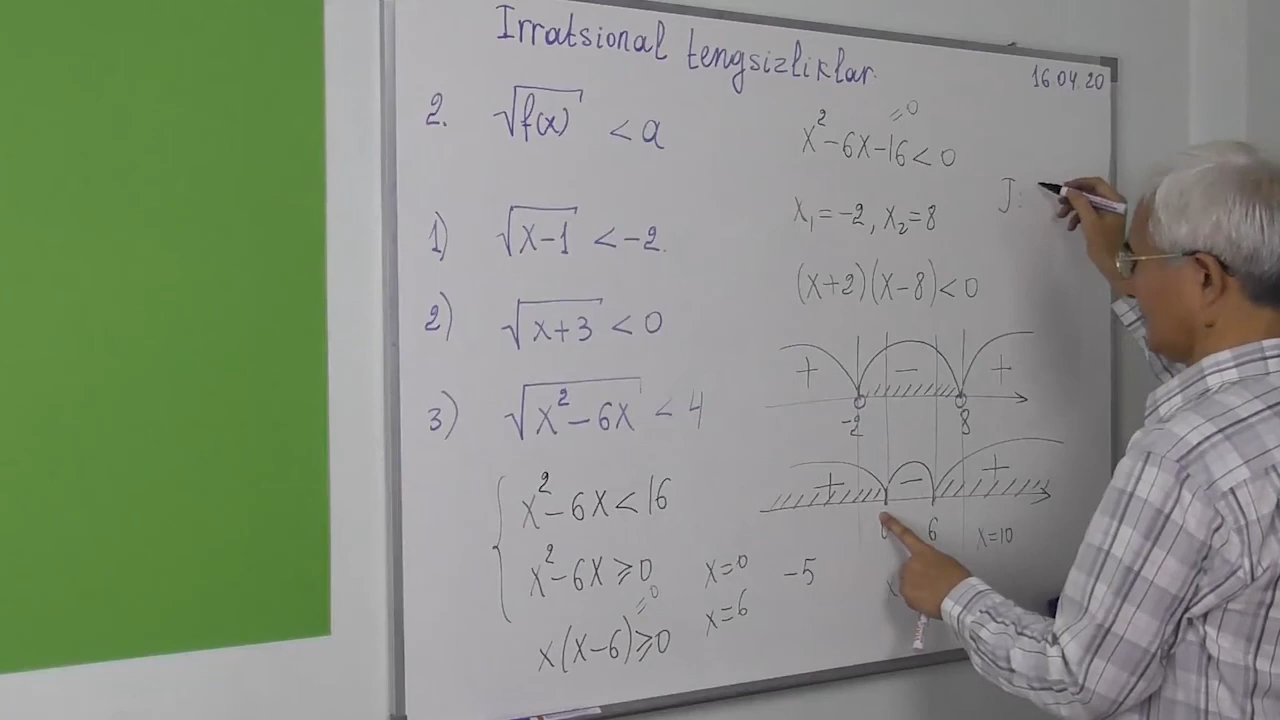 Irratsional tengsizliklar.
16.04.20
2. √f(x) < a
1) √x-1 < -2.
2) √x+3 < 0
3) √x²-6x < 4
x²-6x<16
x²-6x≥0
=0
x(x-6)≥0
x=0
x=6
-5
=0
x²-6x-16<0
x₁=-2, x₂=8
(x+2)(x-8)<0
+ - +
-2 8
+ - +
6 x=10
J: